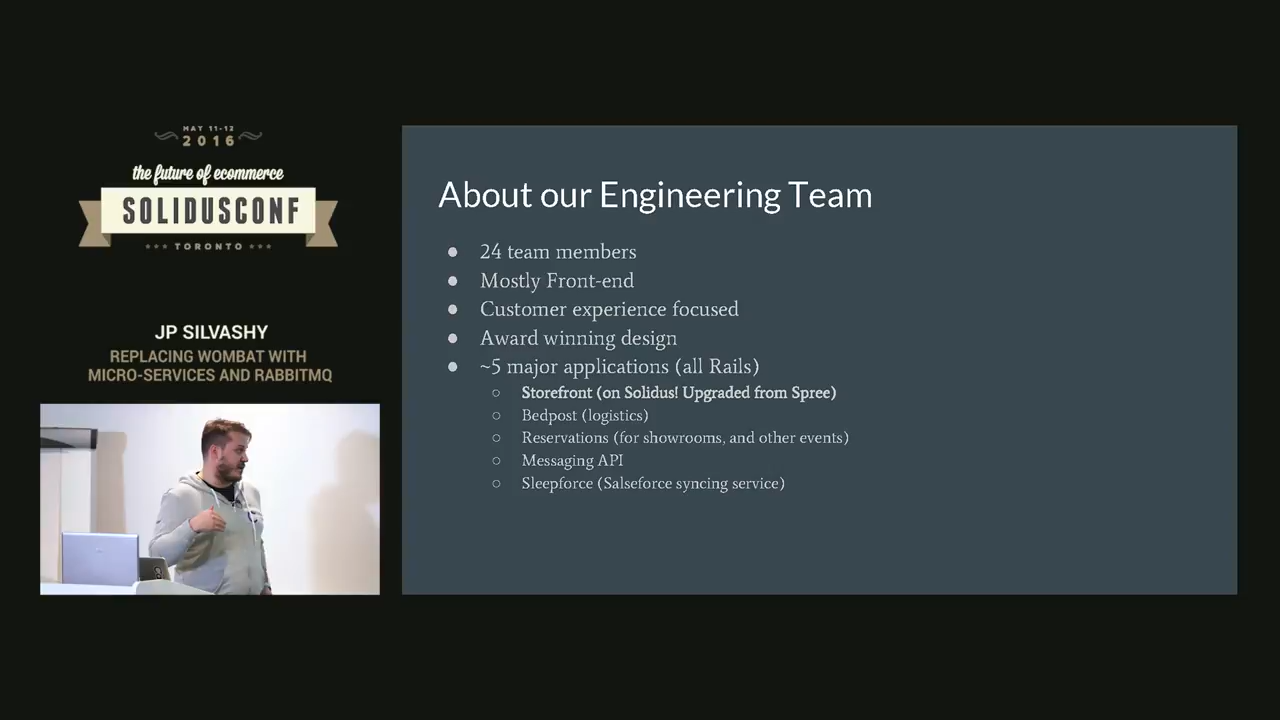 MAY 11-12
2016
the future of ecommerce
SOLIDUSCONF
TORONTO
JP SILVASHY
REPLACING WOMBAT WITH
MICRO-SERVICES AND RABBITMQ
About our Engineering Team
● 24 team members
● Mostly Front-end
● Customer experience focused
● Award winning design
● ~5 major applications (all Rails)
○ Storefront (on Solidus! Upgraded from Spree)
○ Bedpost (logistics)
○ Reservations (for showrooms, and other events)
○ Messaging API
○ Sleepforce (Salseforce syncing service)